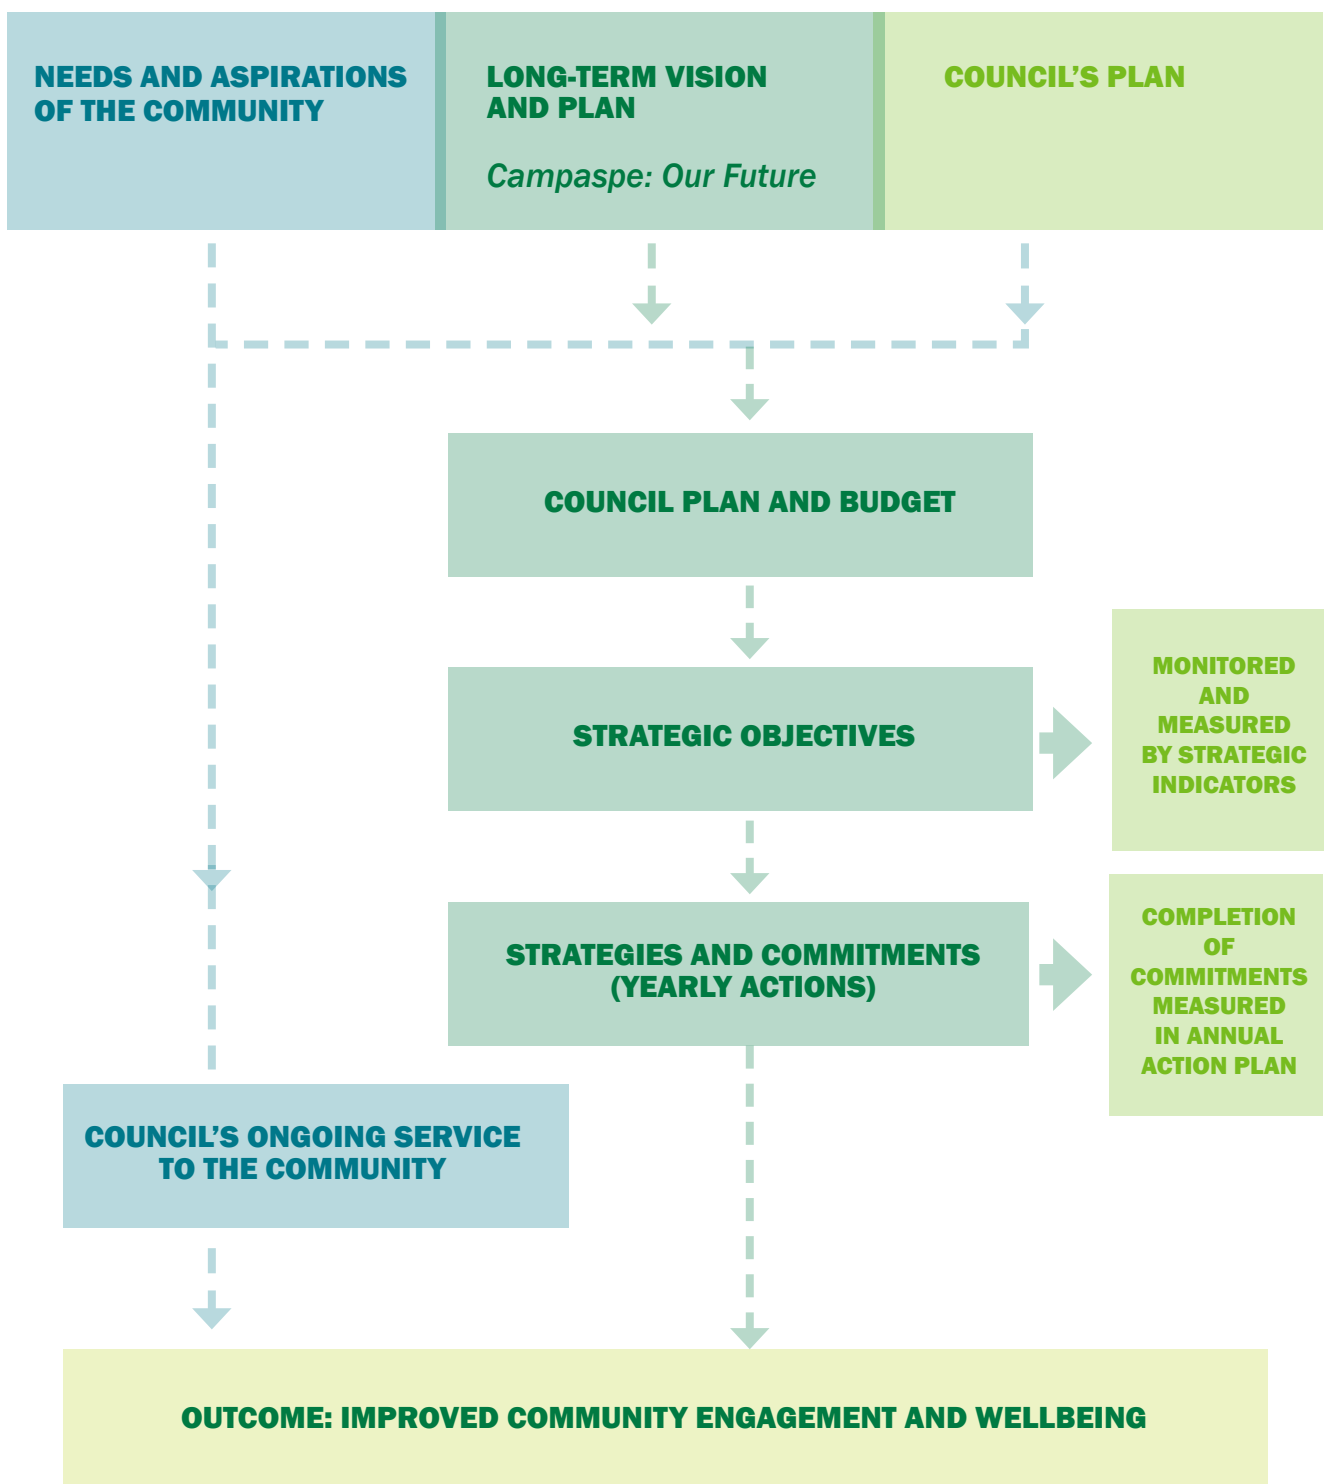 NEEDS AND ASPIRATIONS
OF THE COMMUNITY
LONG-TERM VISION
AND PLAN
Campaspe: Our Future
COUNCIL’S PLAN
COUNCIL PLAN AND BUDGET
STRATEGIC OBJECTIVES
MONITORED
AND
MEASURED
BY STRATEGIC
INDICATORS
STRATEGIES AND COMMITMENTS
(YEARLY ACTIONS)
COMPLETION
OF
COMMITMENTS
MEASURED
IN ANNUAL
ACTION PLAN
COUNCIL’S ONGOING SERVICE
TO THE COMMUNITY
OUTCOME: IMPROVED COMMUNITY ENGAGEMENT AND WELLBEING